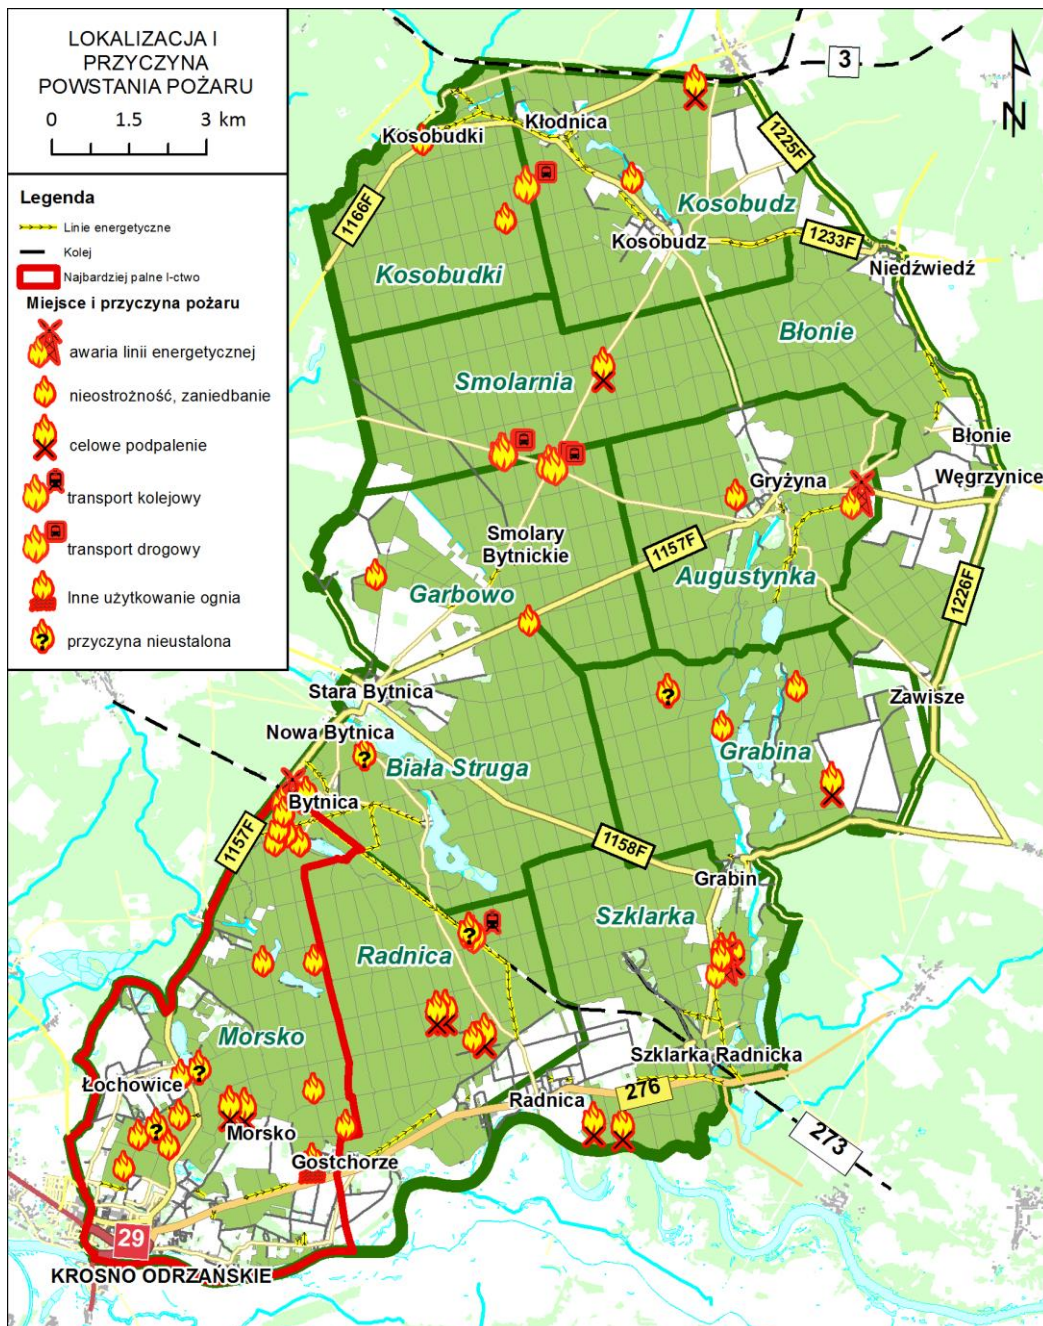 LOKALIZACJA I
PRZYCZYNA
POWSTANIA POŻARU
0 1.5 3 km
N
Legenda
Linie energetyczne
Kolej
Najbardziej palne l-ctwo
Miejsce i przyczyna pożaru
awaria linii energetycznej
nieostrożność, zaniedbanie
celowe podpalenie
transport kolejowy
transport drogowy
Inne użytkowanie ognia
?
przyczyna nieustalona
3
Kłodnica
Kosobudki
1225F
1166F
Kosobudz
Kosobudz
1233F
Niedźwiedź
Kosobudki
Błonie
Smolarnia
Błonie
Węgrzynice
Gryżyna
Smolary
Bytnickie
1157F
Garbowo
Augustynka
1226F
Stara Bytnica
?
Zawisze
Nowa Bytnica
Grabina
?
Biała Struga
Bytnica
1157F
1158F
Grabin
Szklarka
?
Radnica
Morsko
Szklarka Radnicka
?
Łochowice
276
Radnica
?
Morsko
273
Gostchorze
29
KROSNO ODRZAŃSKIE